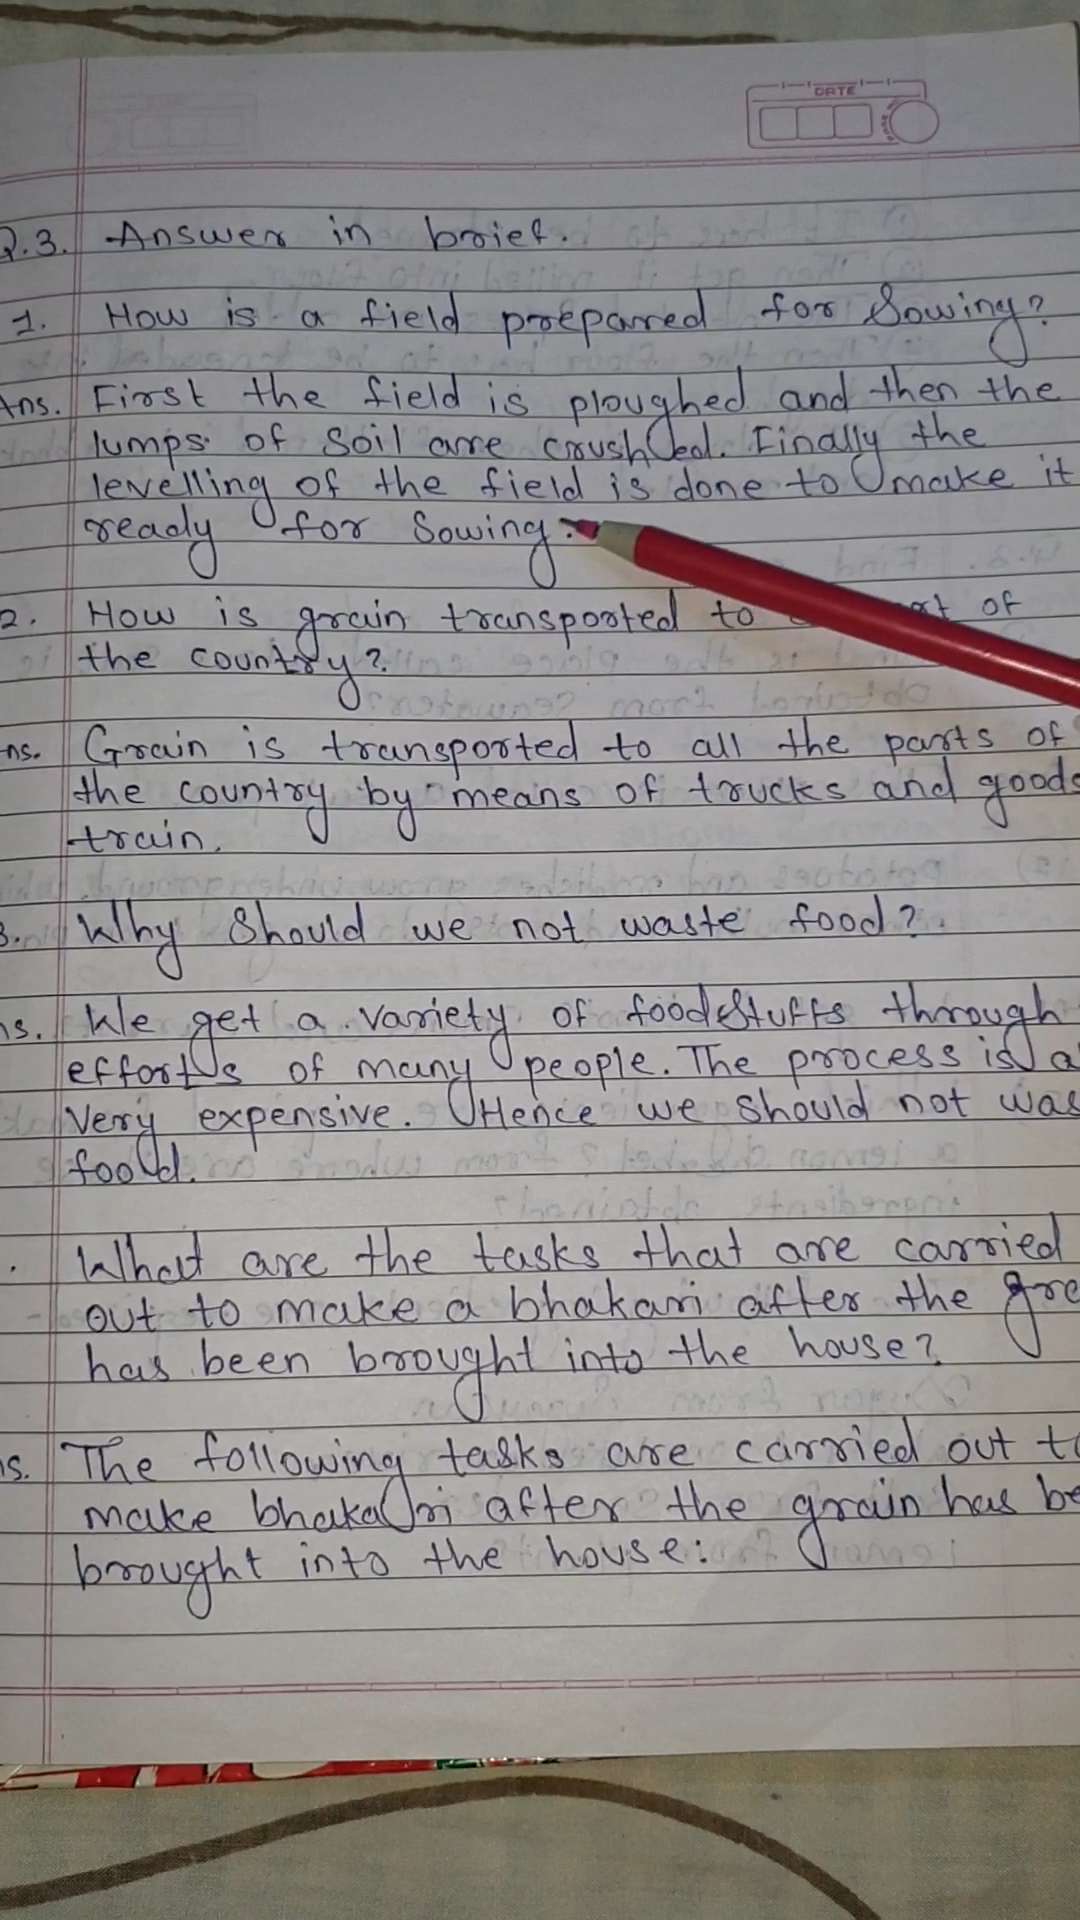 DATE
.3. Answer in brief.
1. How is a field prepared for Sowing?
Ans. First the field is ploughed and then the
lumps of soil are crushed. Finally the
levelling of the field is done to make it
ready for Sowing.
2. How is grain transported to of
the country?
ns. Grain is transported to all the parts of
the country by means of trucks and goods
train.
3. Why Should we not waste food?
ns. We get a variety of foodstuffs through
efforts of many people. The process is a
Very expensive. Hence we should not was
food.
. What are the tasks that are carried
out to make a bhakari after the gre
has been brought into the house?
ns. The following tasks are carried out to
make bhakari after the grain has be
brought into the house: